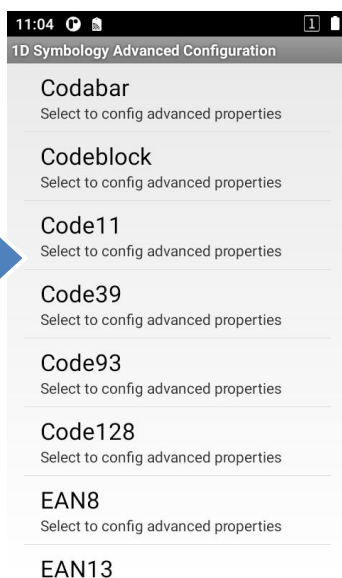 11:04
1
1D Symbology Advanced Configuration
Codabar
Select to config advanced properties
Codeblock
Select to config advanced properties
Code11
Select to config advanced properties
Code39
Select to config advanced properties
Code93
Select to config advanced properties
Code128
Select to config advanced properties
EAN8
Select to config advanced properties
EAN13